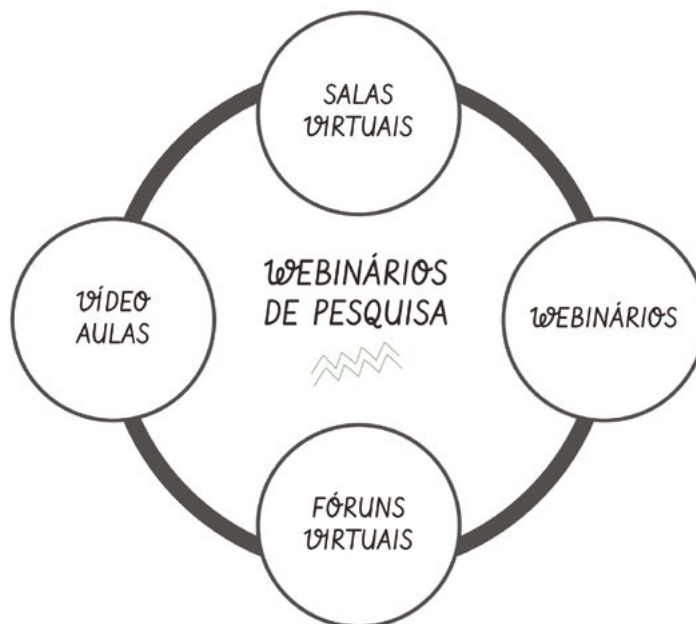 SALAS
VIRTUAIS
WEBINÁRIOS
DE PESQUISA
VÍDEO
AULAS
WEBINÁRIOS
FÓRUNS
VIRTUAIS